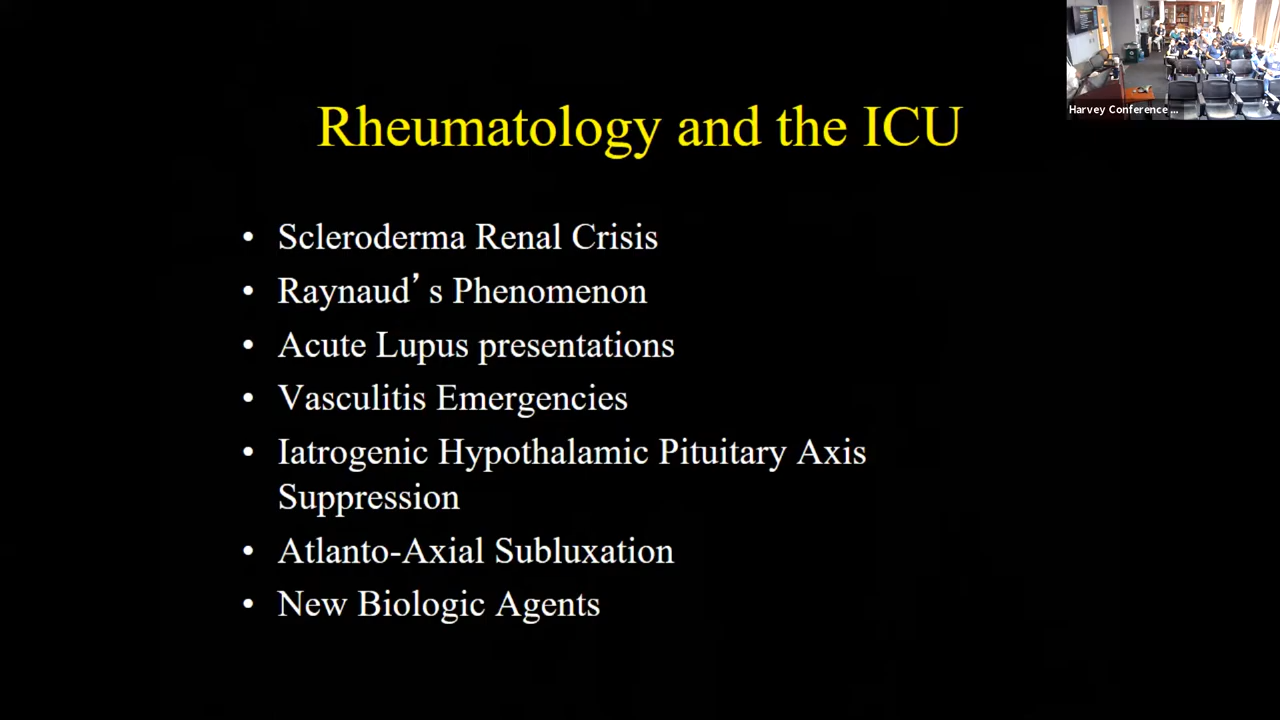 Rheumatology and the ICU
Harvey Conference ...
• Scleroderma Renal Crisis
• Raynaud’s Phenomenon
• Acute Lupus presentations
• Vasculitis Emergencies
• Iatrogenic Hypothalamic Pituitary Axis
Suppression
• Atlanto-Axial Subluxation
• New Biologic Agents